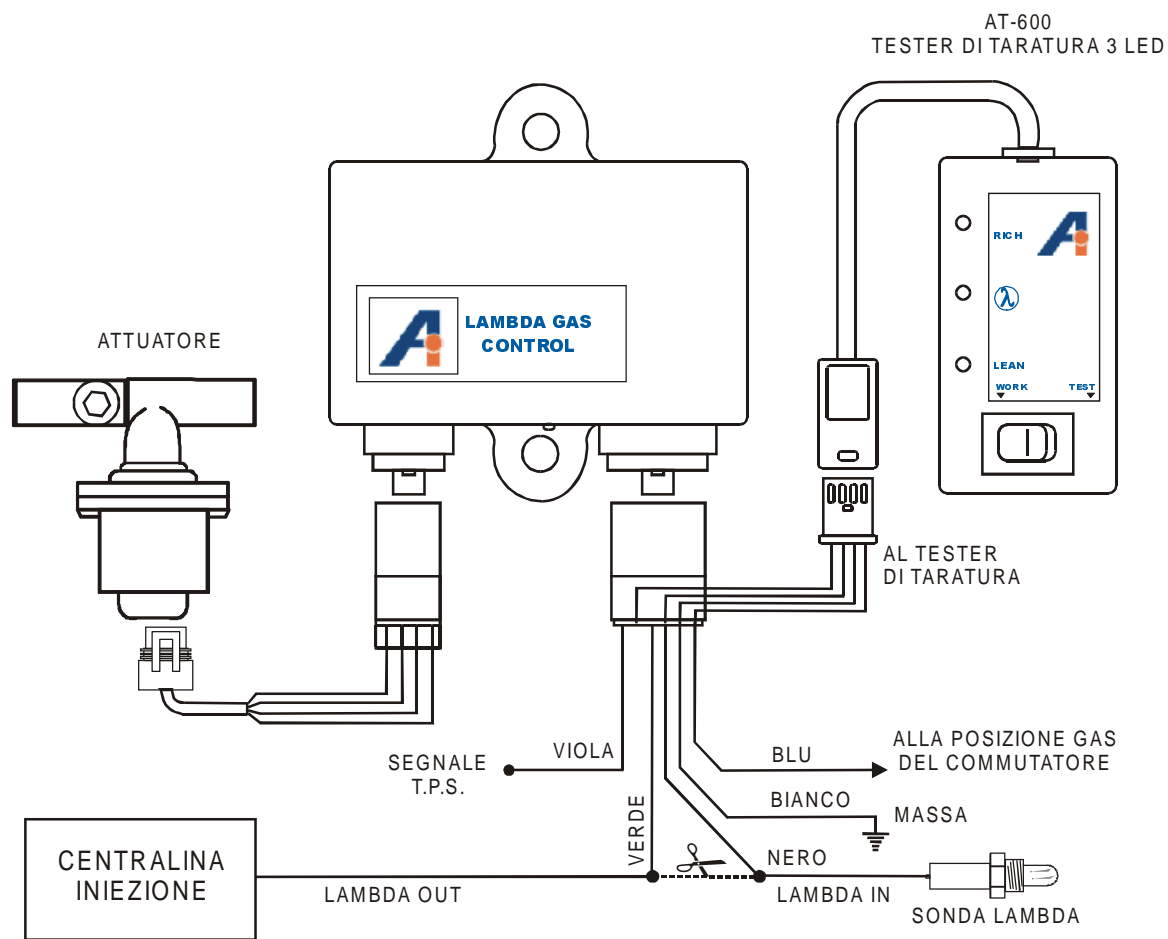 AT-600
TESTER DI TARATURA 3 LED
RICH
λ
LEAN
WORK TEST
LAMBDA GAS
CONTROL
ATTUATORE
AL TESTER
DI TARATURA
SEGNALE
T.P.S.
VIOLA
BLU
ALLA POSIZIONE GAS
DEL COMMUTATORE
BIANCO
MASSA
VERDE
NERO
CENTRALINA
INIEZIONE
LAMBDA OUT
LAMBDA IN
SONDA LAMBDA